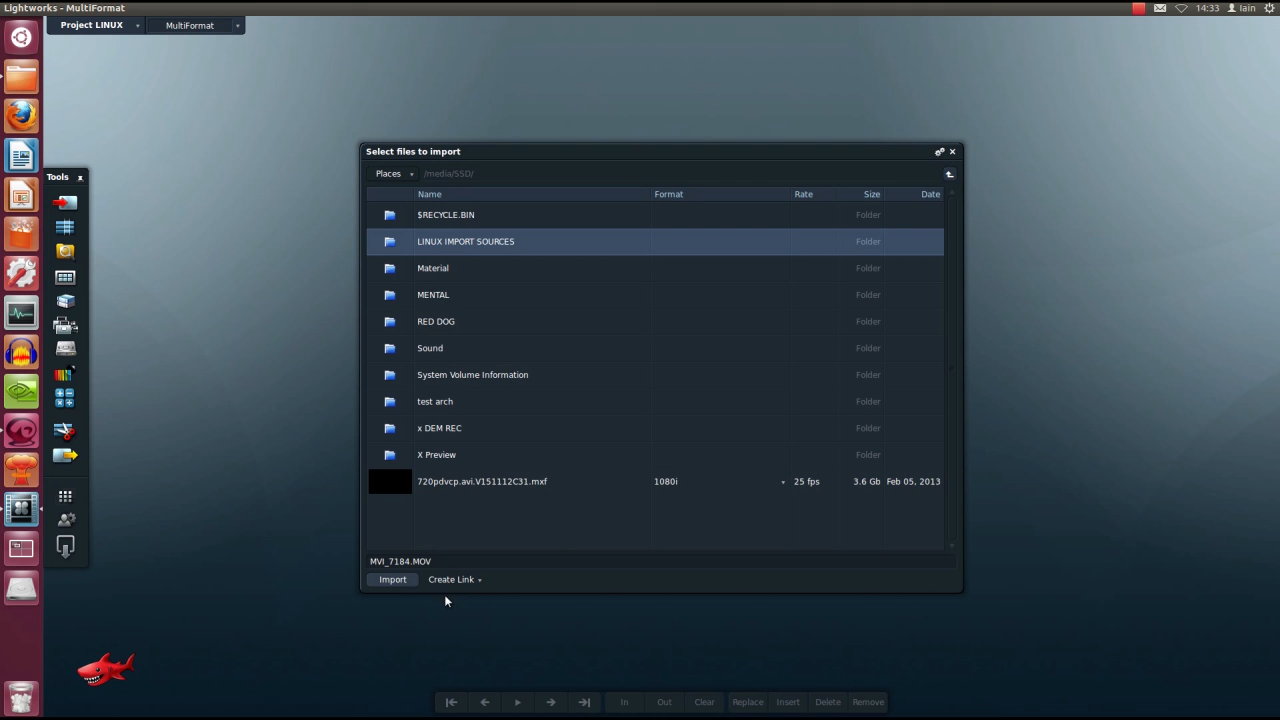 Lightworks - MultiFormat
14:33 Iain
Project LINUX MultiFormat
Tools
Select files to import
Places /media/SSD/
Name Format Rate Size Date
$RECYCLE.BIN Folder
LINUX IMPORT SOURCES Folder
Material Folder
MENTAL Folder
RED DOG Folder
Sound Folder
System Volume Information Folder
test arch Folder
x DEM REC Folder
X Preview Folder
720pdvcp.avi.V151112C31.mxf 1080i 25 fps 3.6 Gb Feb 05, 2013
MVI_7184.MOV
Import Create Link
In Out Clear Replace Insert Delete Remove